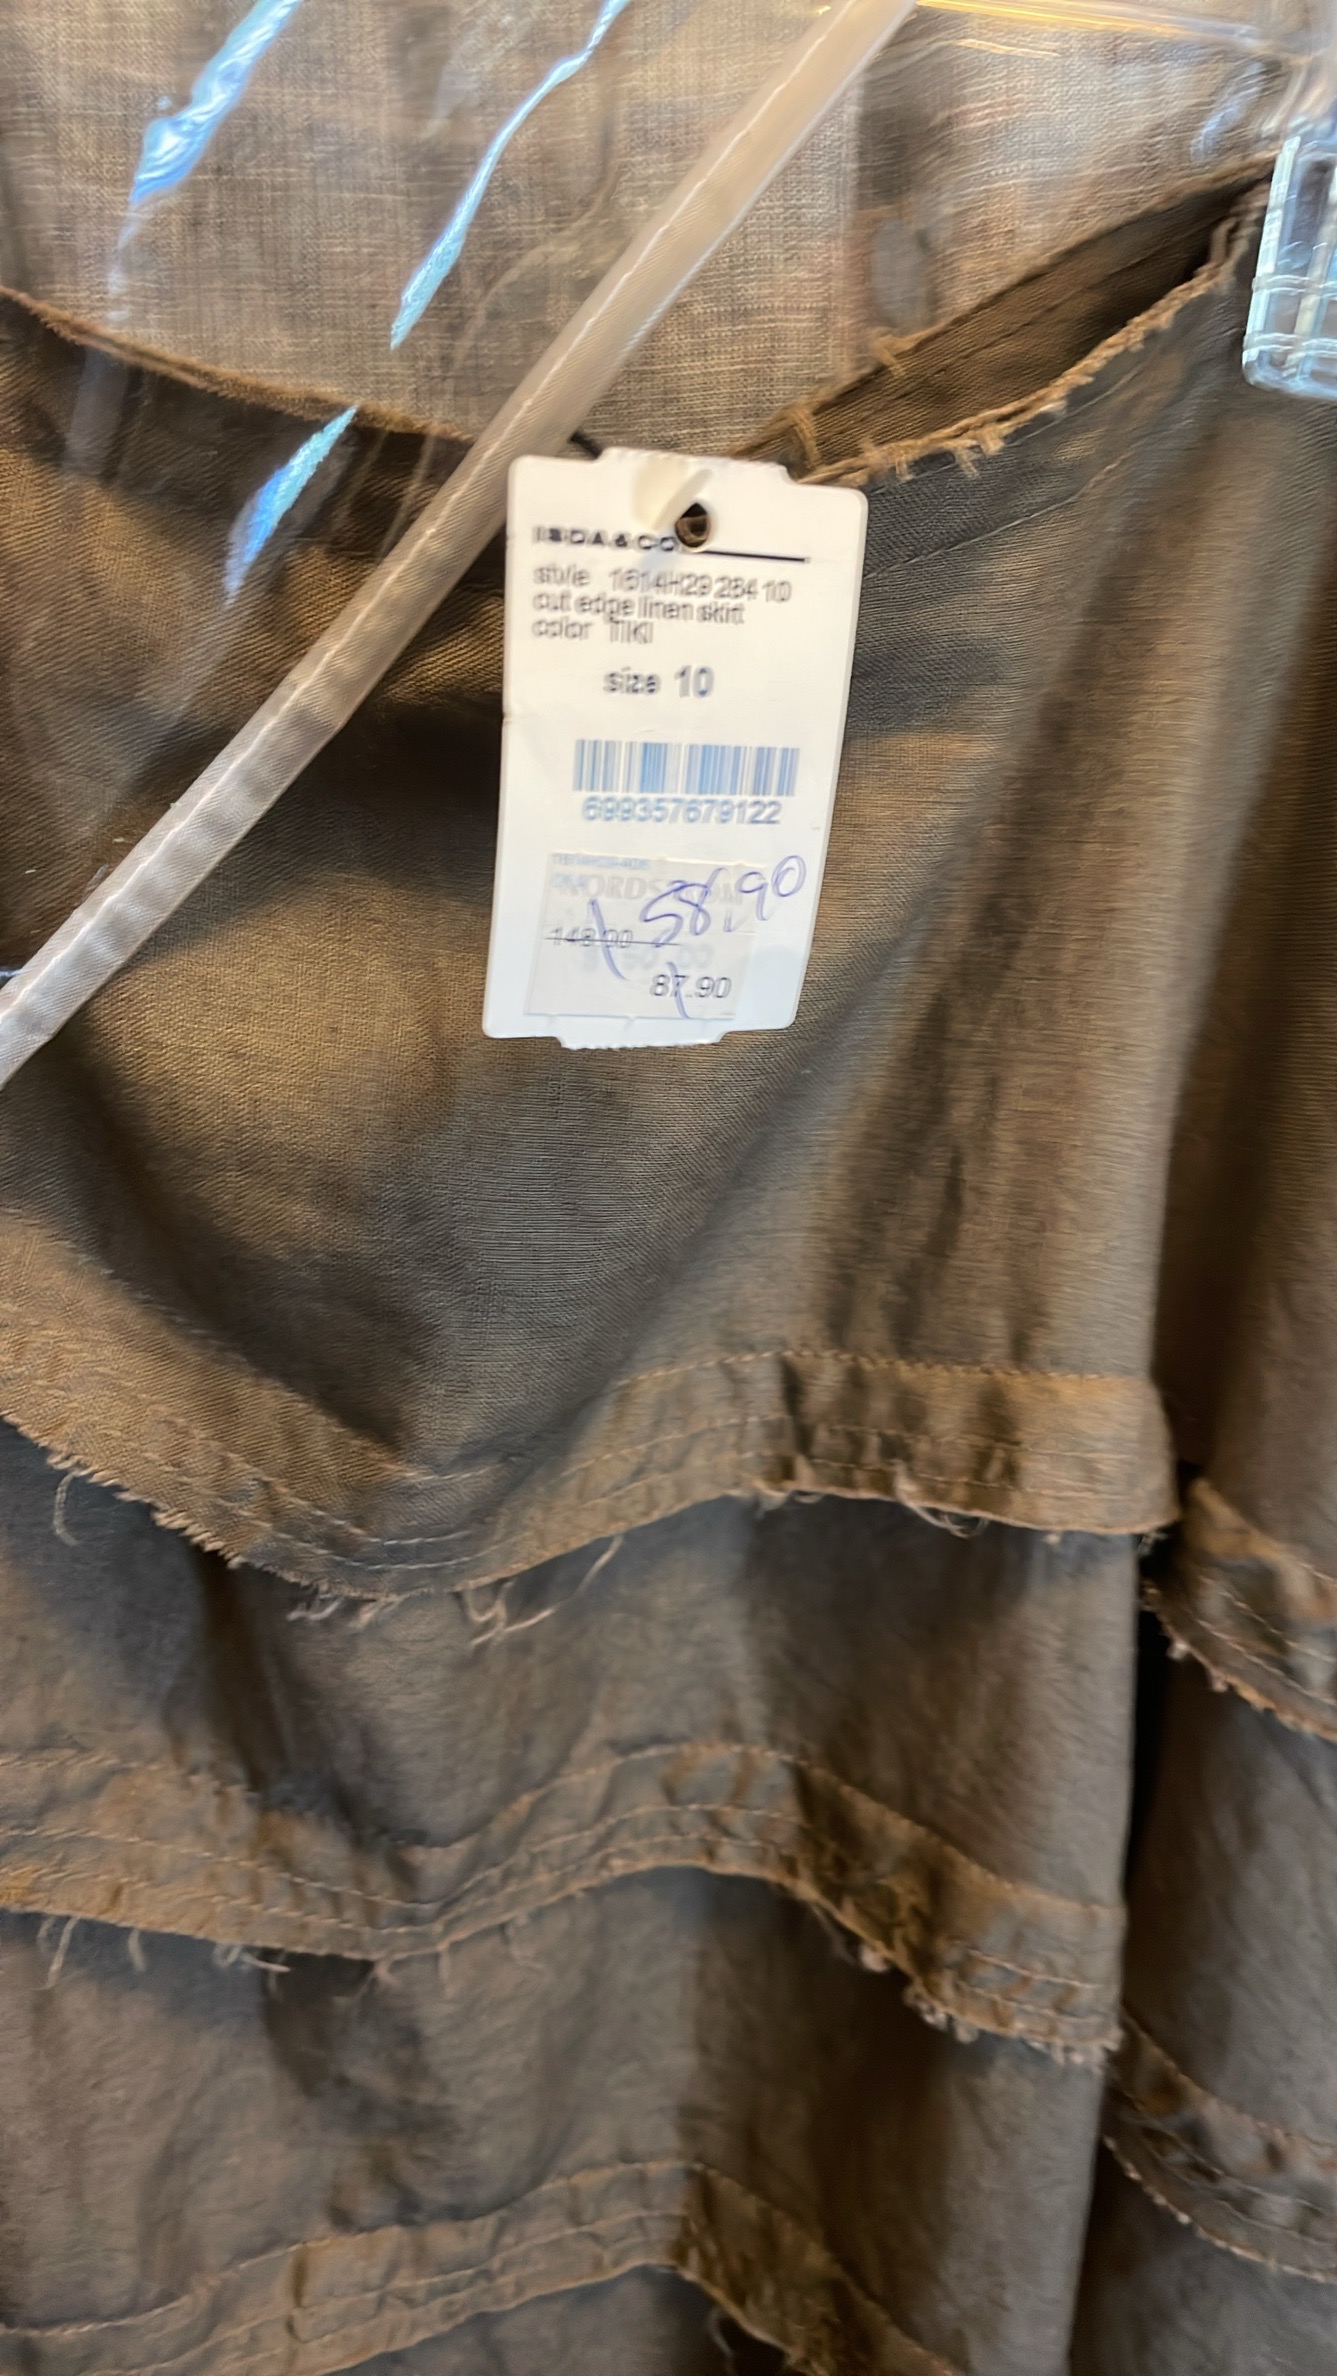 ISDA & CO
style 1614H29 284 10
cut edge linen skirt
color TIKI
size 10
699357679122
NORDSTROM
58.90
148.00
87.90